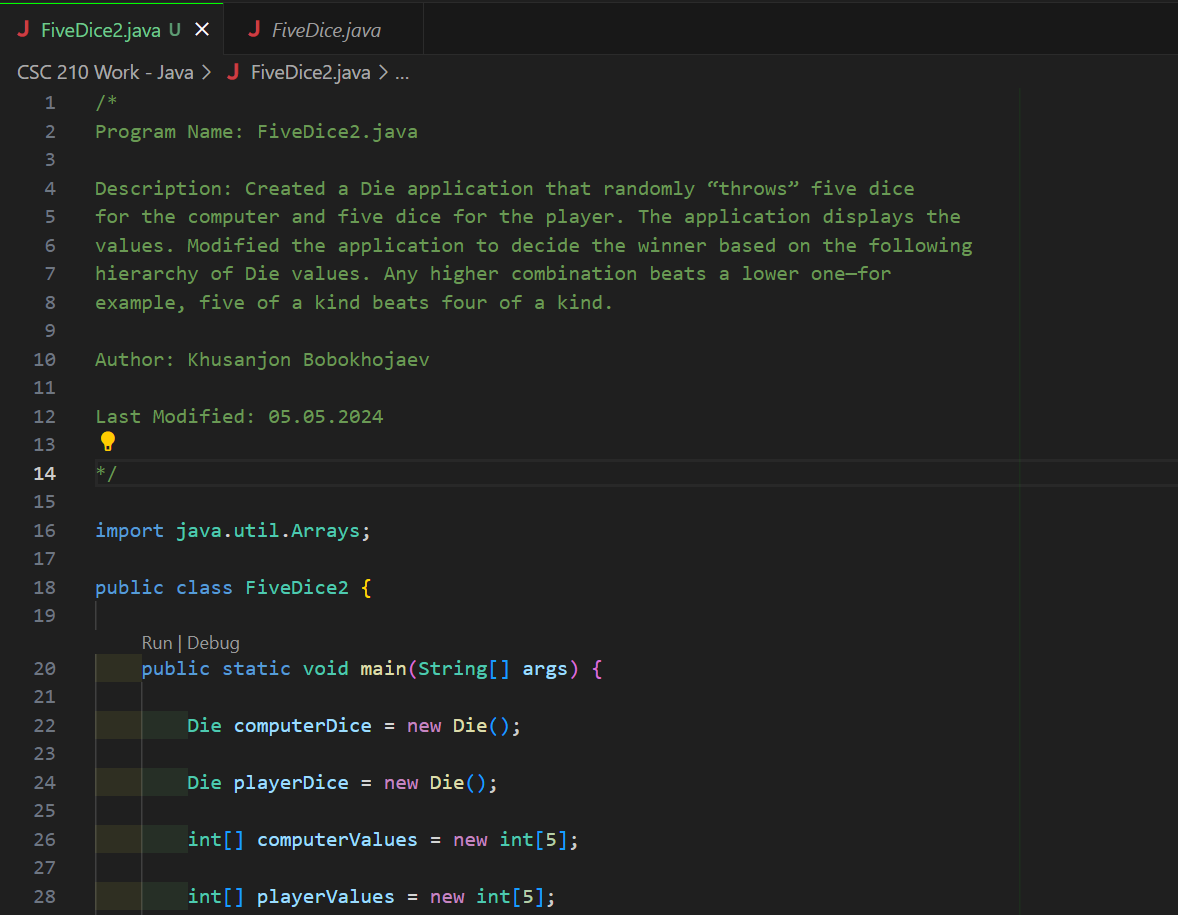 J FiveDice2.java U × J FiveDice.java
CSC 210 Work - Java > J FiveDice2.java > ...
1 /*
2 Program Name: FiveDice2.java
3
4 Description: Created a Die application that randomly “throws” five dice
5 for the computer and five dice for the player. The application displays the
6 values. Modified the application to decide the winner based on the following
7 hierarchy of Die values. Any higher combination beats a lower one—for
8 example, five of a kind beats four of a kind.
9
10 Author: Khusanjon Bobokhojaev
11
12 Last Modified: 05.05.2024
13
14 */
15
16 import java.util.Arrays;
17
18 public class FiveDice2 {
19
Run | Debug
20 public static void main(String[] args) {
21
22 Die computerDice = new Die();
23
24 Die playerDice = new Die();
25
26 int[] computerValues = new int[5];
27
28 int[] playerValues = new int[5];